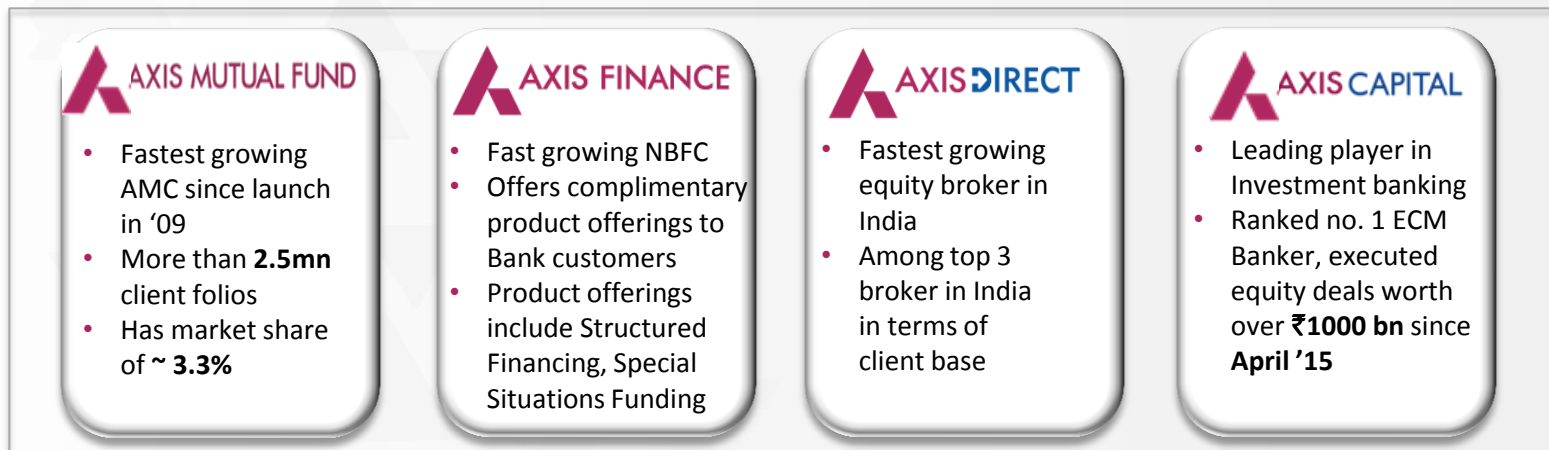 AXIS MUTUAL FUND
• Fastest growing
AMC since launch
in ‘09
• More than 2.5mn
client folios
• Has market share
of ~ 3.3%
AXIS FINANCE
• Fast growing NBFC
• Offers complimentary
product offerings to
Bank customers
• Product offerings
include Structured
Financing, Special
Situations Funding
AXIS DIRECT
• Fastest growing
equity broker in
India
• Among top 3
broker in India
in terms of
client base
AXIS CAPITAL
• Leading player in
Investment banking
• Ranked no. 1 ECM
Banker, executed
equity deals worth
over ₹1000 bn since
April ’15